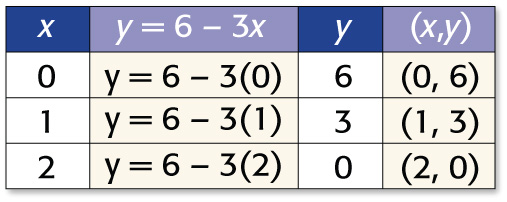 x y = 6 – 3x y (x,y)
0 y = 6 – 3(0) 6 (0, 6)
1 y = 6 – 3(1) 3 (1, 3)
2 y = 6 – 3(2) 0 (2, 0)